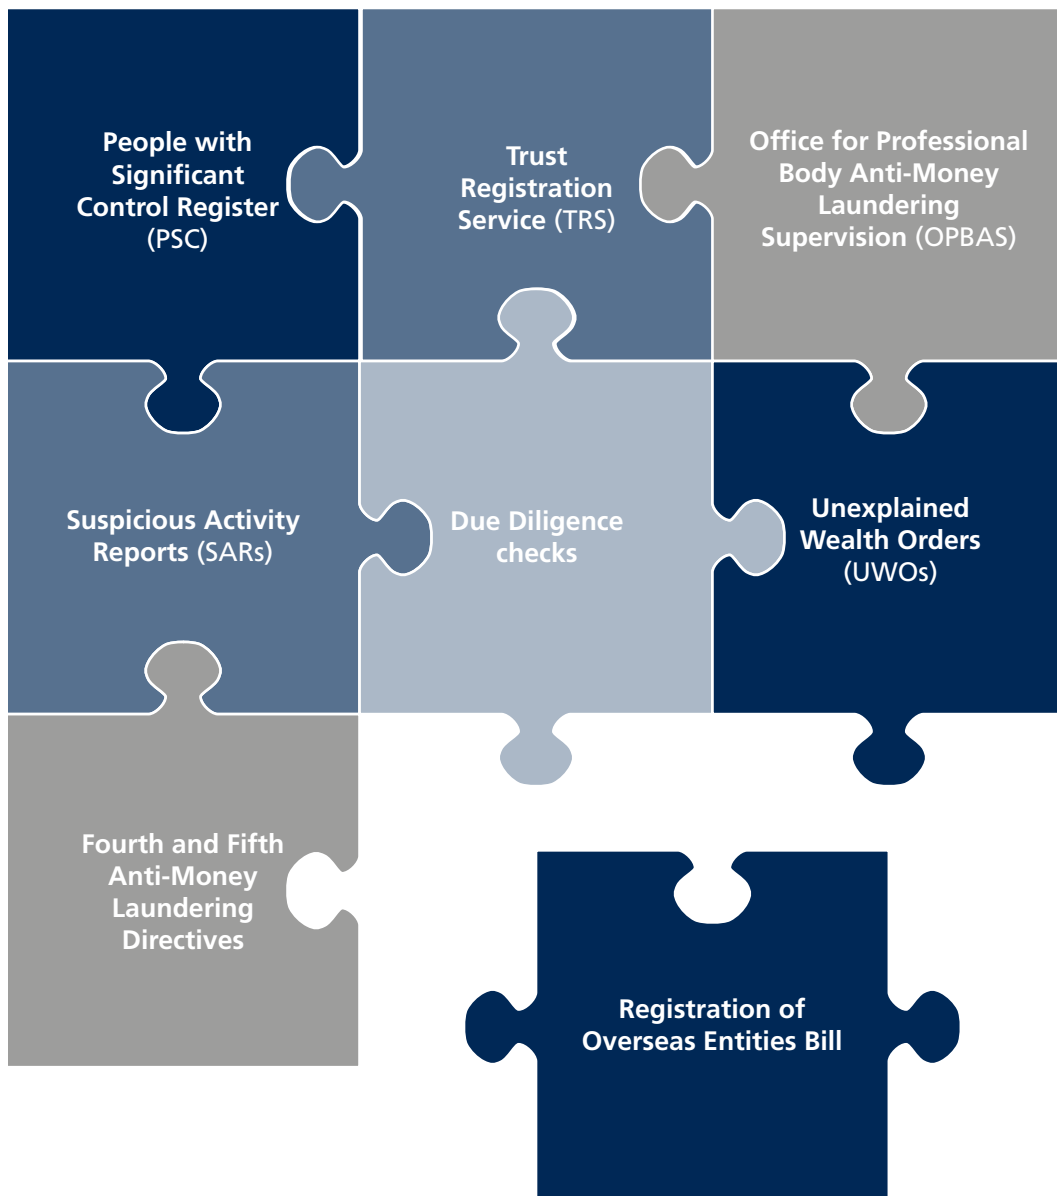 People with
Significant
Control Register
(PSC)
Trust
Registration
Service (TRS)
Office for Professional
Body Anti-Money
Laundering
Supervision (OPBAS)
Suspicious Activity
Reports (SARs)
Due Diligence
checks
Unexplained
Wealth Orders
(UWOs)
Fourth and Fifth
Anti-Money
Laundering
Directives
Registration of
Overseas Entities Bill